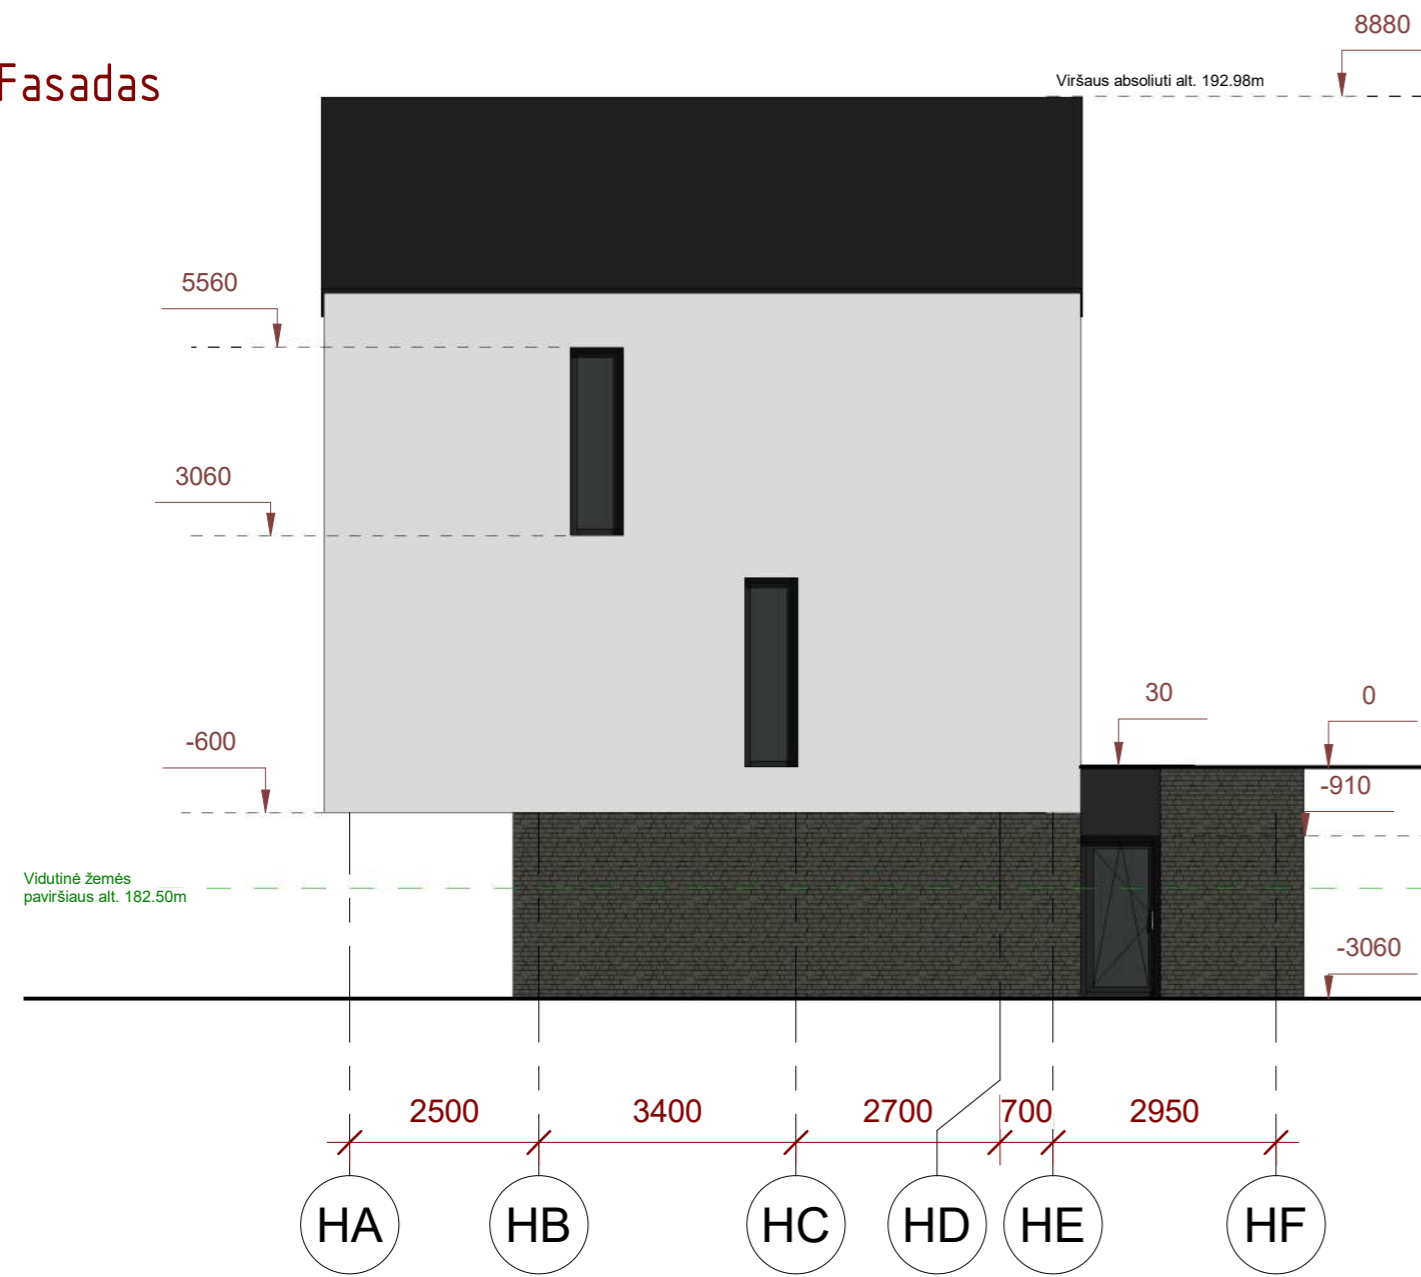 Fasadas
8880
Viršaus absoliuti alt. 192.98m
5560
3060
30
0
-600
-910
Vidutinė žemės
paviršiaus alt. 182.50m
-3060
2500
3400
2700
700
2950
HA
HB
HC
HD
HE
HF